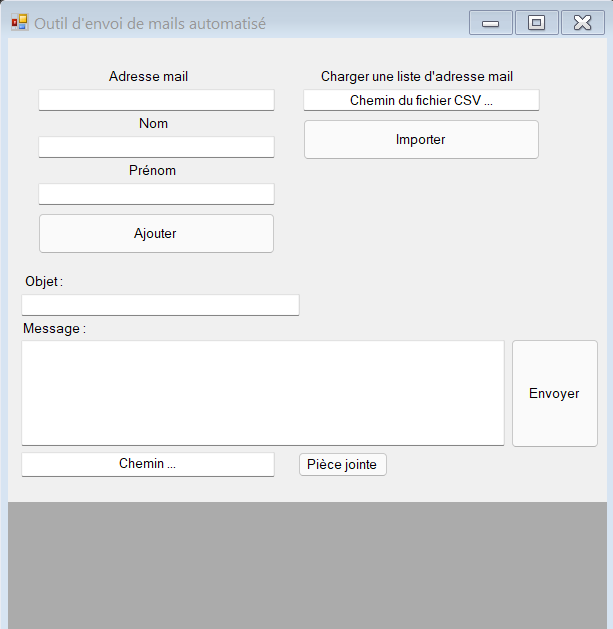 Outil d'envoi de mails automatisé
Adresse mail
Nom
Prénom
Ajouter
Charger une liste d'adresse mail
Chemin du fichier CSV ...
Importer
Objet :
Message :
Envoyer
Chemin ...
Pièce jointe